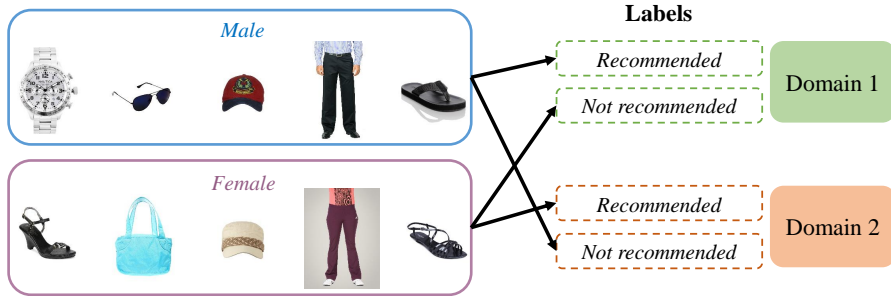 Male
Female
Labels
Recommended
Not recommended
Domain 1
Recommended
Not recommended
Domain 2